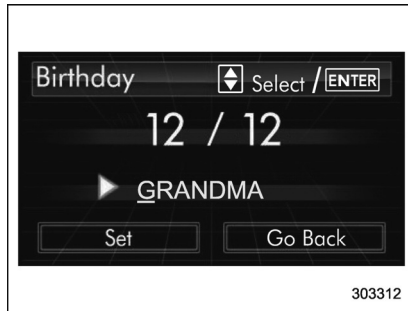 Birthday Select / ENTER
12 / 12
GRANDMA
Set Go Back
303312